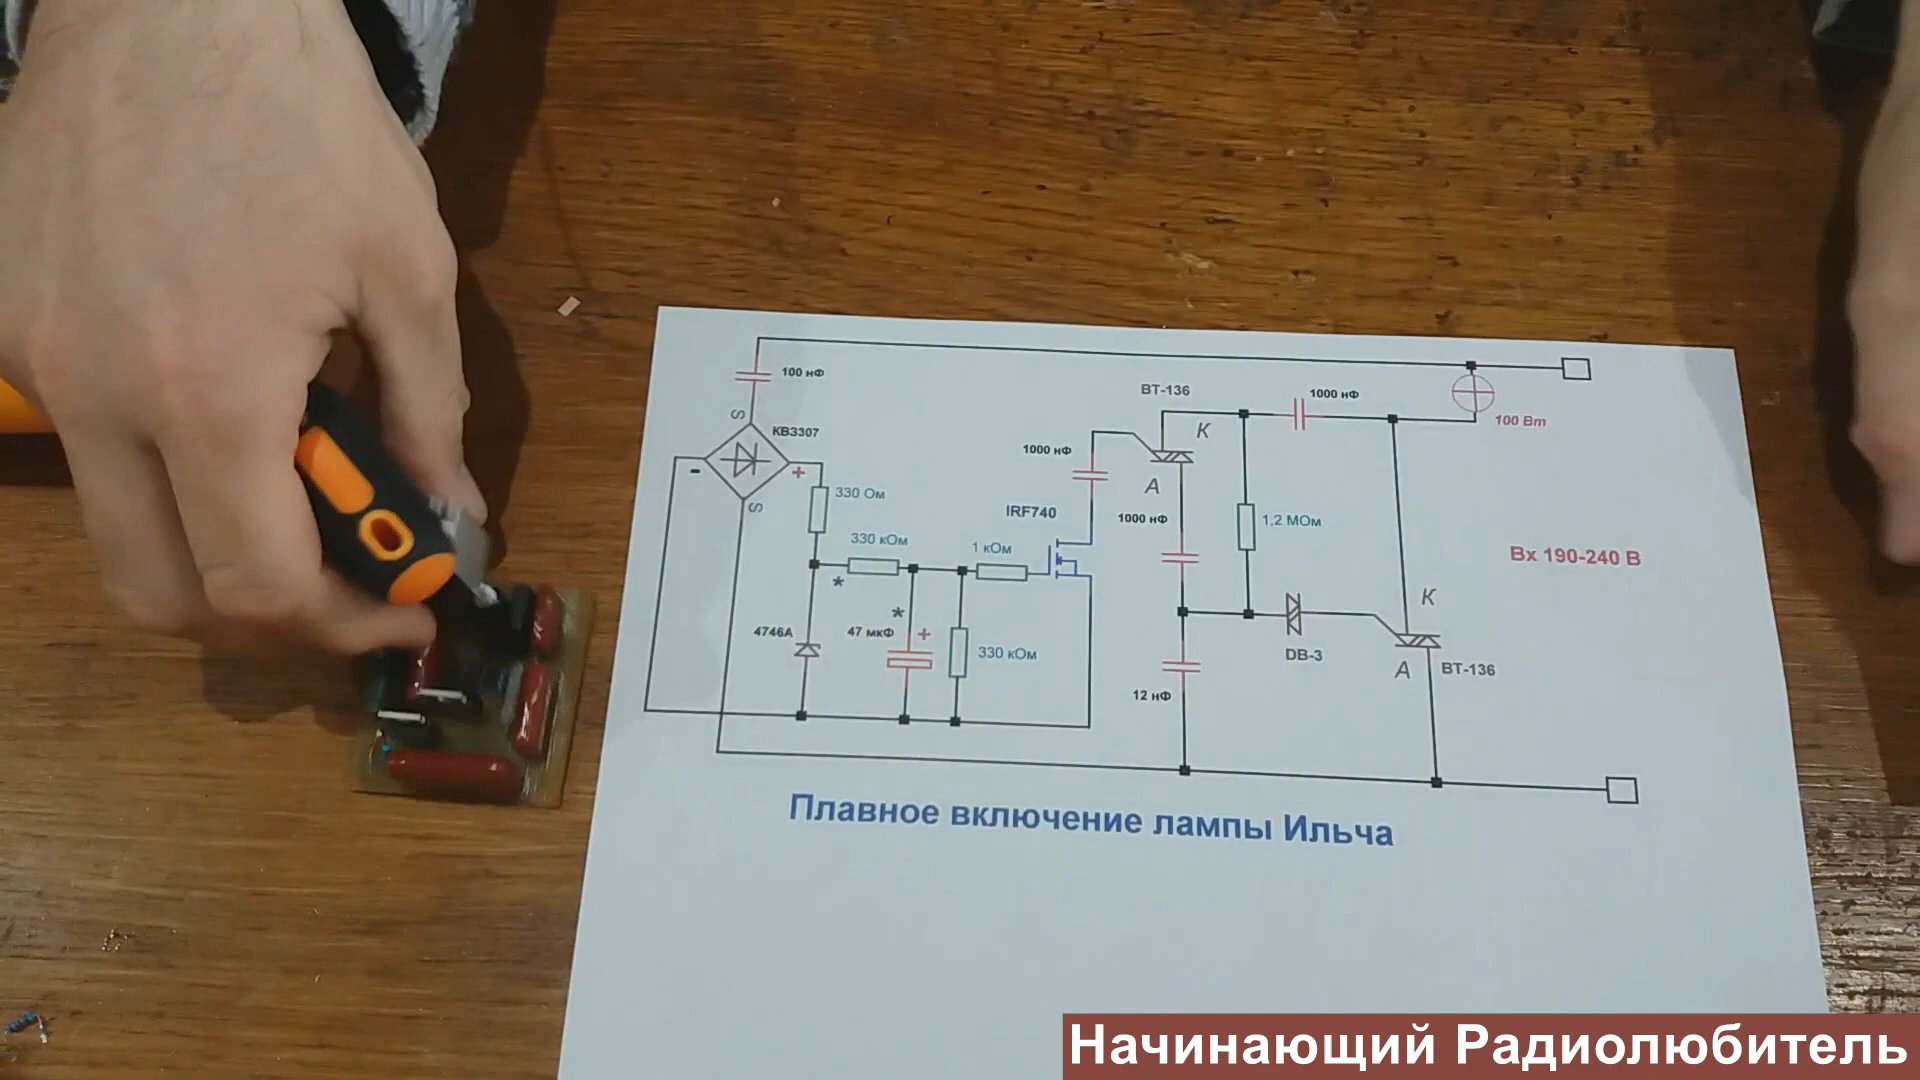 100 нФ
S
КВ3307
-
+
S
330 Ом
330 кОм
*
1 кОм
IRF740
4746А
*
47 мкФ +
330 кОм
ВТ-136
К
А
1000 нФ
1000 нФ
1000 нФ
100 Вт
1,2 МОм
Вх 190-240 В
12 нФ
DB-3
К
А
ВТ-136
Плавное включение лампы Ильча
Начинающий Радиолюбитель